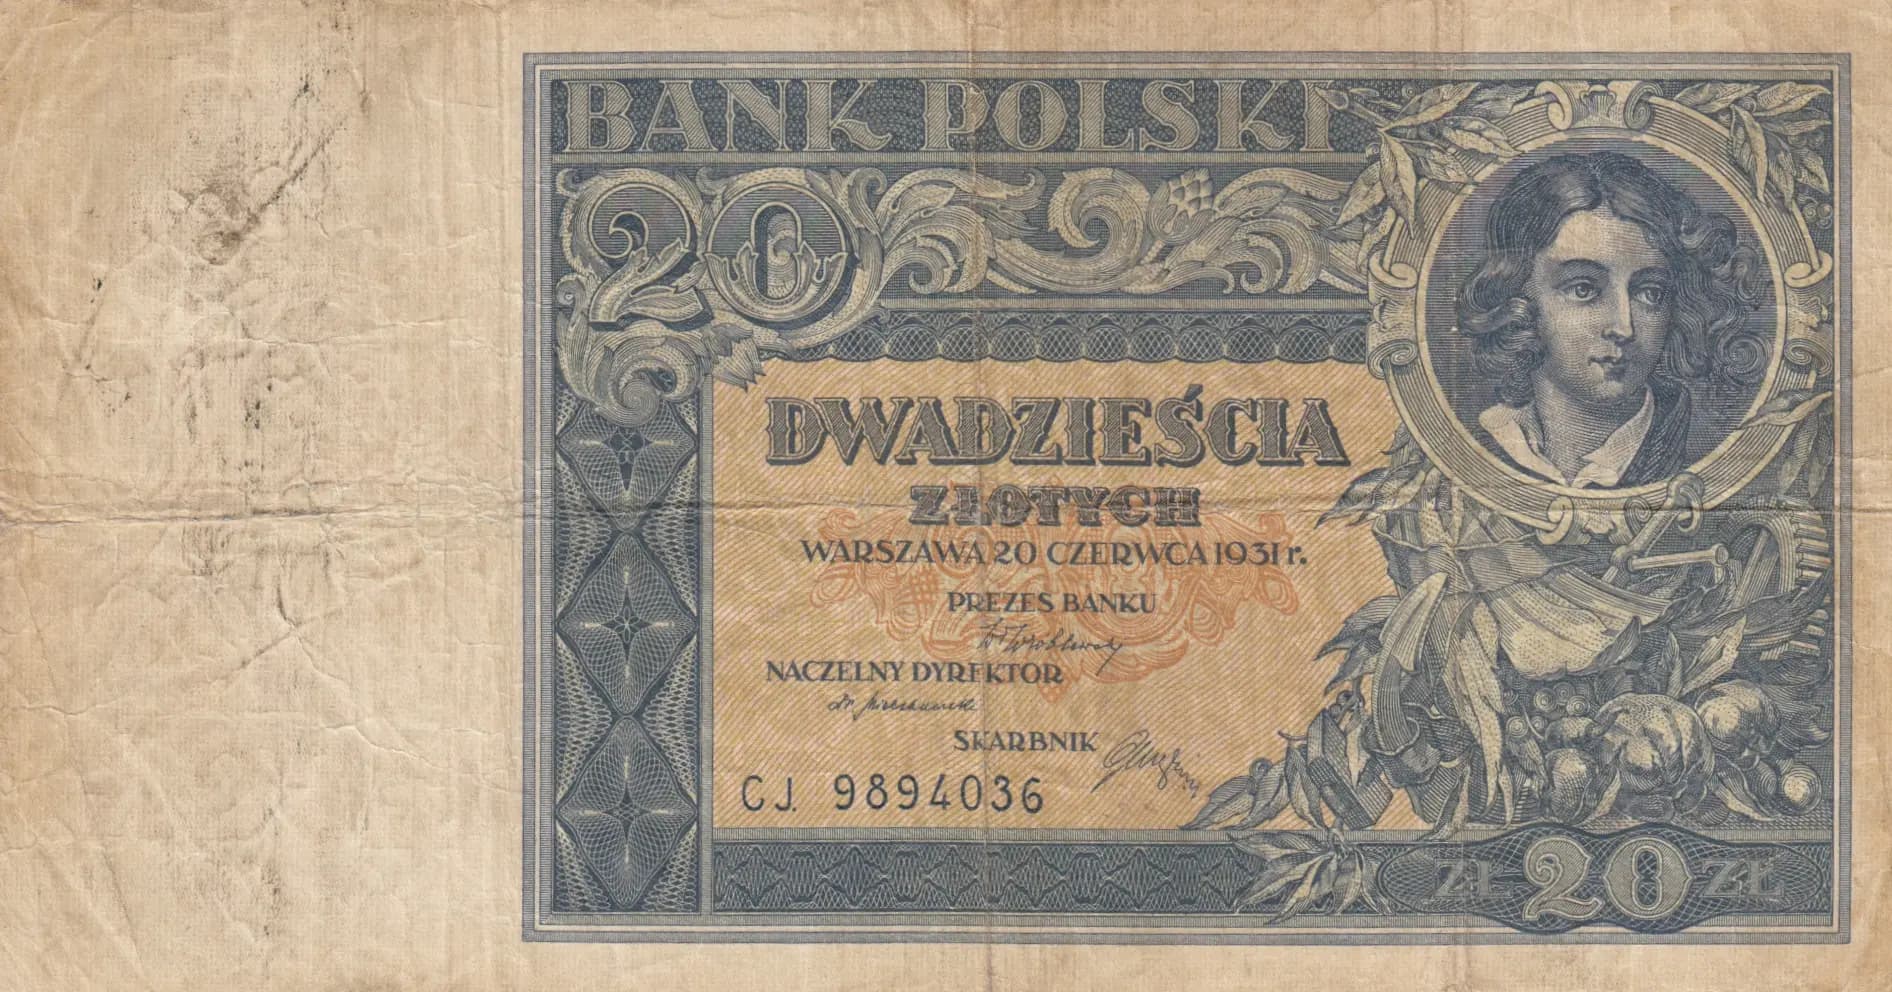 BANK POLSKI
20
DWADZIEŚCIA
ZŁOTYCH
WARSZAWA 20 CZERWCA 1931 r.
PREZES BANKU
NACZELNY DYREKTOR
SKARBNIK
CJ. 9894036
ZŁ 20 ZŁ